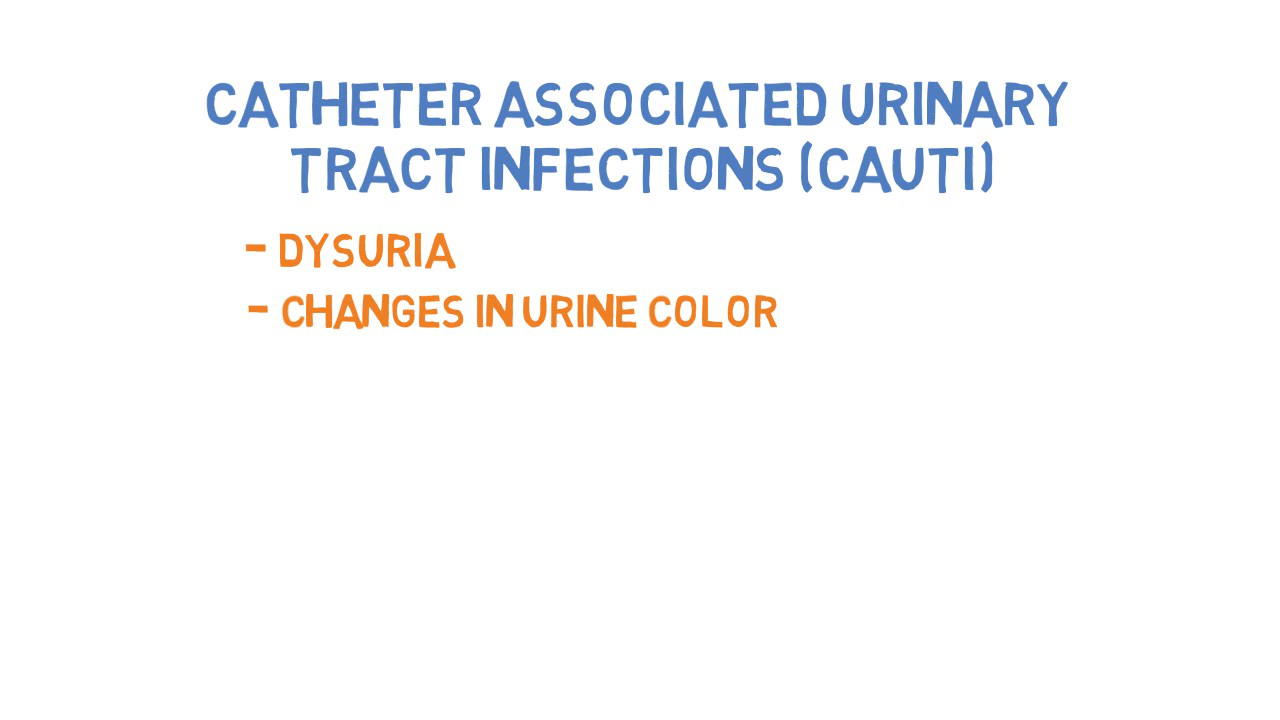 CATHETER ASSOCIATED URINARY
TRACT INFECTIONS (CAUTI)
- DYSURIA
- CHANGES IN URINE COLOR